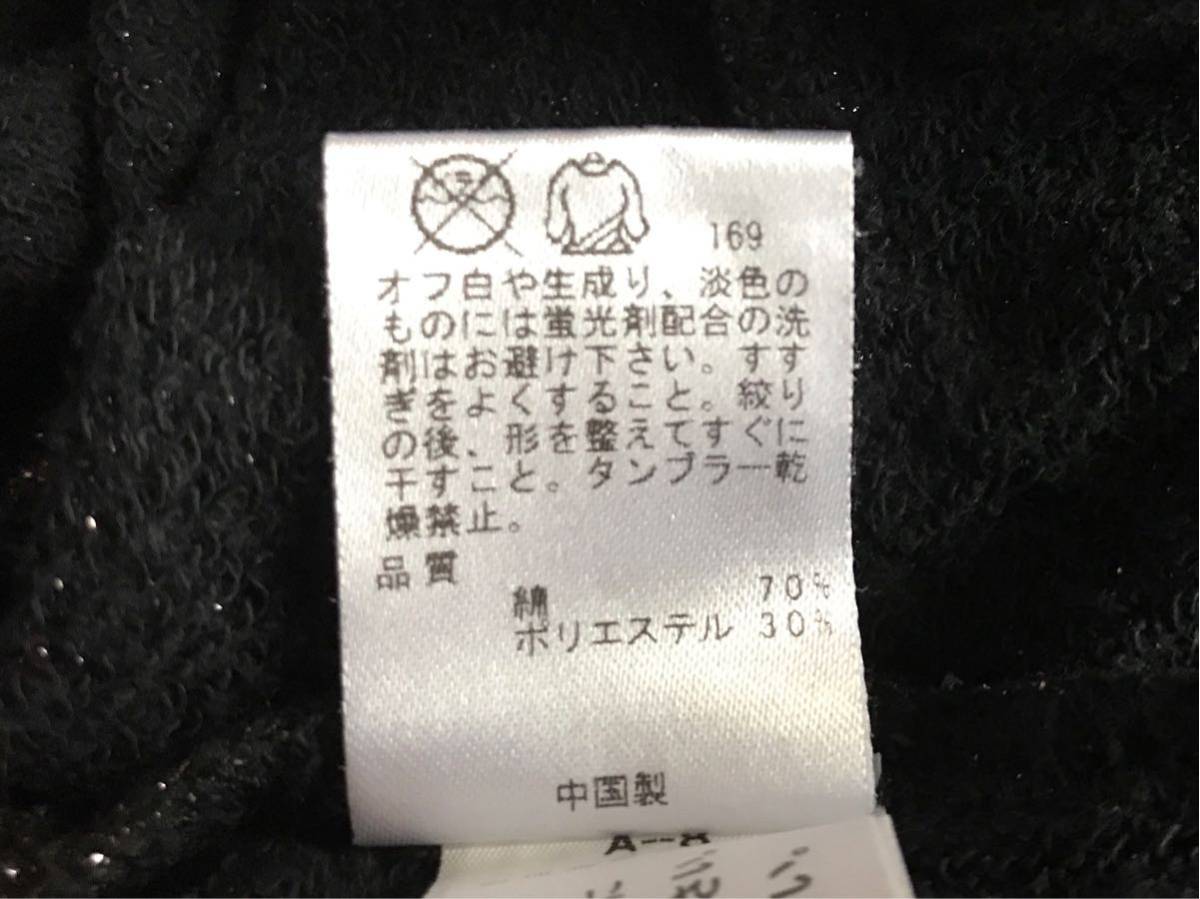 169
オフ白や生成り、淡色の
ものには蛍光剤配合の洗
剤はお避け下さい。すす
ぎをよくすること。絞り
の後、形を整えてすぐに
干すこと。タンブラー乾
燥禁止。
品質
綿 70%
ポリエステル 30%
中国製